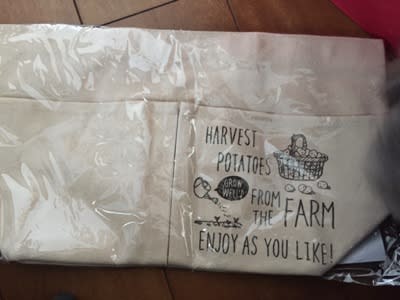 HARVEST
POTATOES
GROW
WELL!
FROM
THE FARM
ENJOY AS YOU LIKE!